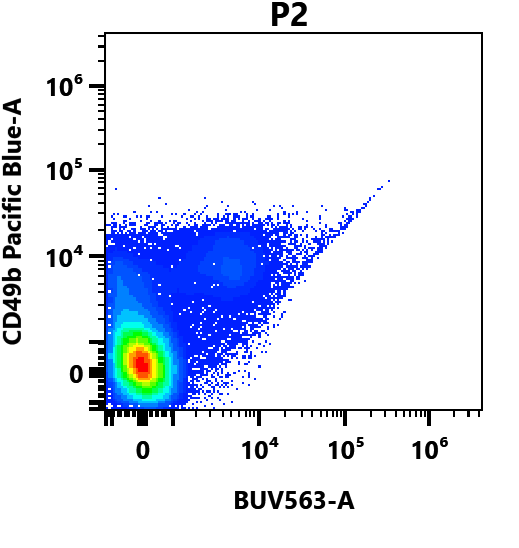 P2
CD49b Pacific Blue-A
10⁶
10⁵
10⁴
0
0 10⁴ 10⁵ 10⁶
BUV563-A